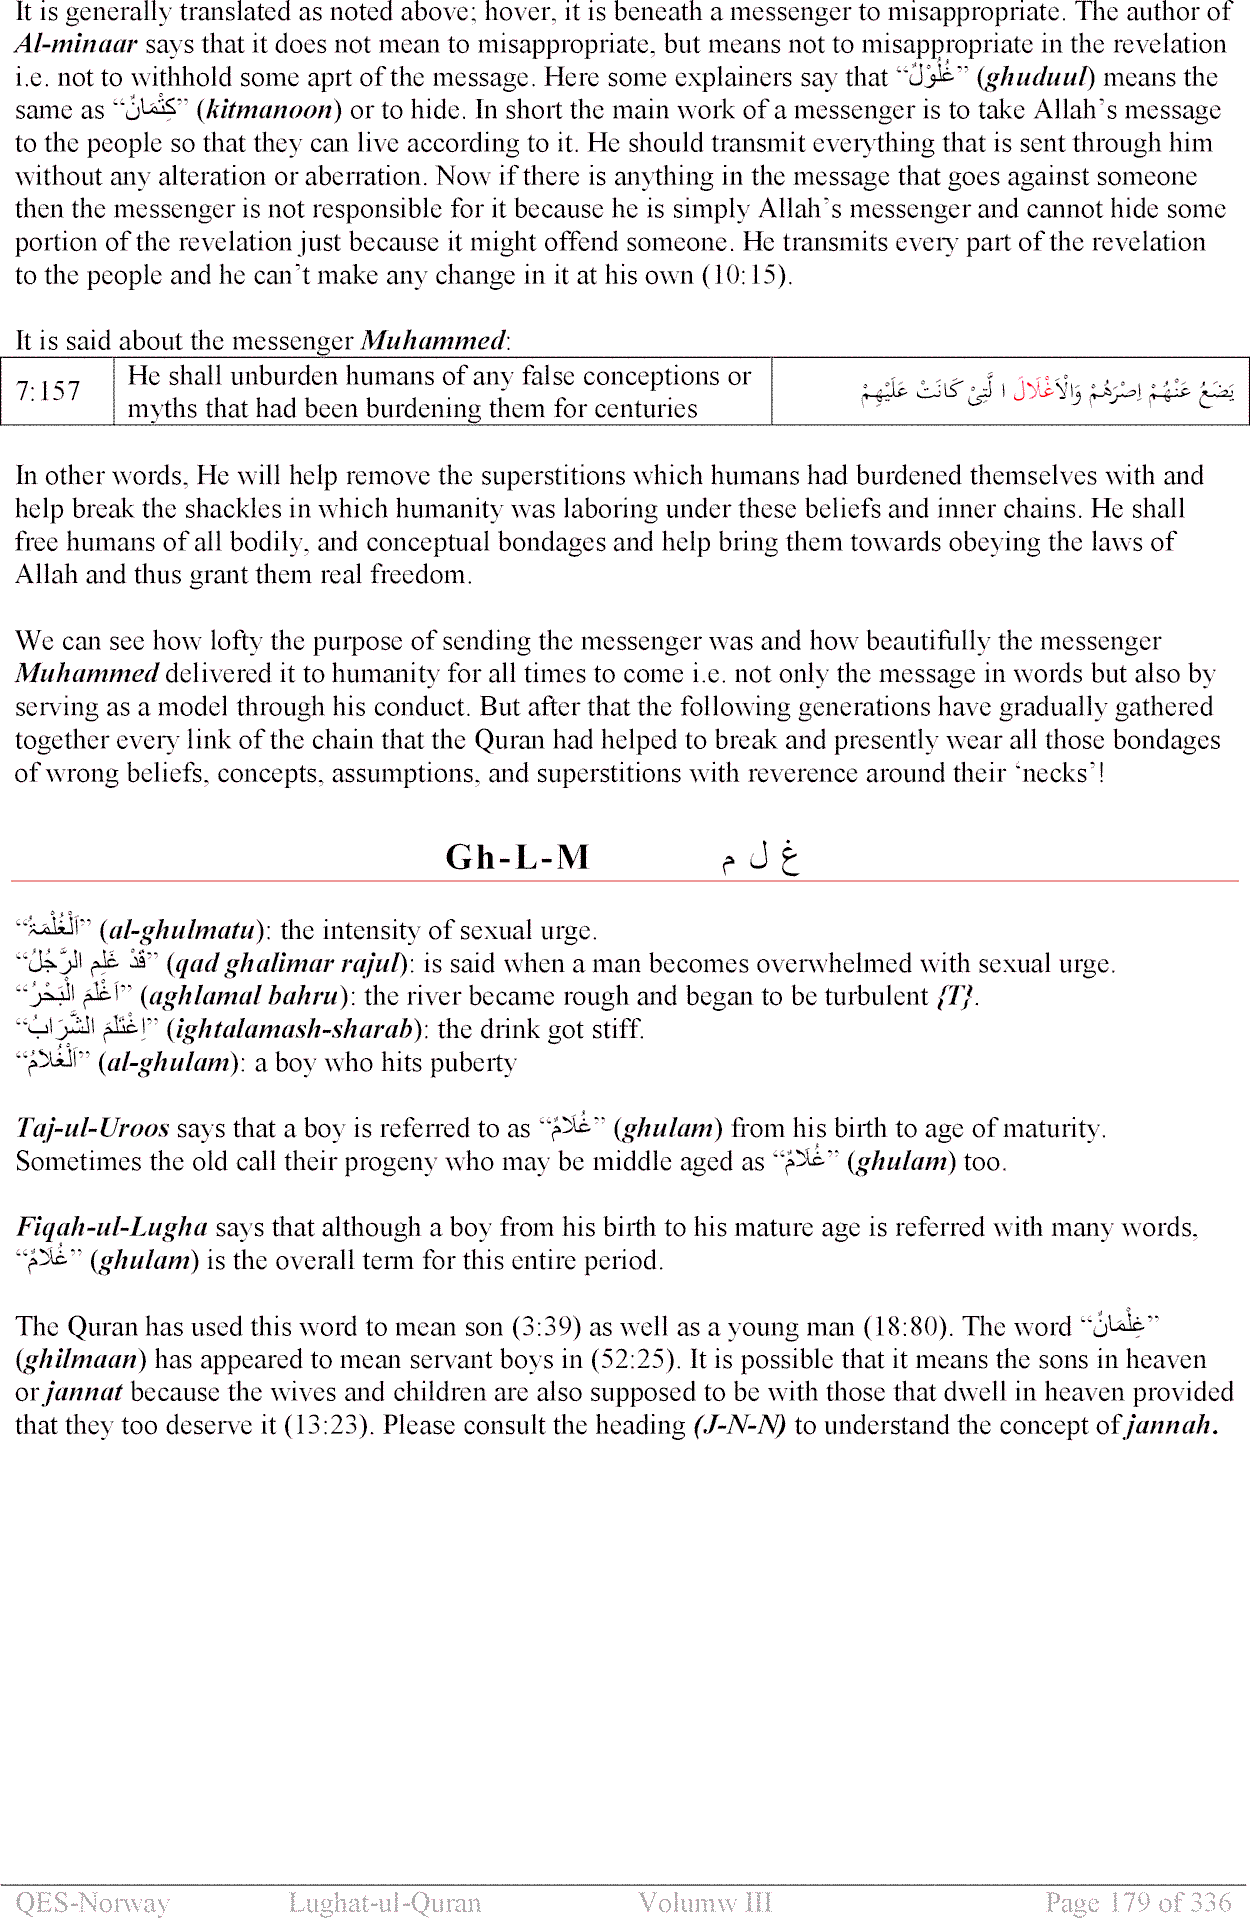 It is generally translated as noted above; hover, it is beneath a messenger to misappropriate. The author of
Al-minaar says that it does not mean to misappropriate, but means not to misappropriate in the revelation
i.e. not to withhold some aprt of the message. Here some explainers say that “غُلُوْلٌ” (ghuduul) means the
same as “كِتْمَانٌ” (kitmanoon) or to hide. In short the main work of a messenger is to take Allah’s message
to the people so that they can live according to it. He should transmit everything that is sent through him
without any alteration or aberration. Now if there is anything in the message that goes against someone
then the messenger is not responsible for it because he is simply Allah’s messenger and cannot hide some
portion of the revelation just because it might offend someone. He transmits every part of the revelation
to the people and he can’t make any change in it at his own (10:15).
It is said about the messenger Muhammed:
7:157
He shall unburden humans of any false conceptions or
myths that had been burdening them for centuries
يَضَعُ عَنْهُمْ اِصْرَهُمْ وَالْاَغْلَالَ ا لَّتِیْ كَانَتْ عَلَيْهِمْ
In other words, He will help remove the superstitions which humans had burdened themselves with and
help break the shackles in which humanity was laboring under these beliefs and inner chains. He shall
free humans of all bodily, and conceptual bondages and help bring them towards obeying the laws of
Allah and thus grant them real freedom.
We can see how lofty the purpose of sending the messenger was and how beautifully the messenger
Muhammed delivered it to humanity for all times to come i.e. not only the message in words but also by
serving as a model through his conduct. But after that the following generations have gradually gathered
together every link of the chain that the Quran had helped to break and presently wear all those bondages
of wrong beliefs, concepts, assumptions, and superstitions with reverence around their ‘necks’!
Gh-L-M غ ل م
“اَلْغُلْمَۃُ” (al-ghulmatu): the intensity of sexual urge.
“قَدْ غَلِمِ الرَّجُلُ” (qad ghalimar rajul): is said when a man becomes overwhelmed with sexual urge.
“اَغْلَمَ الْبَحْرُ” (aghlamal bahru): the river became rough and began to be turbulent {T}.
“اِغْتَلَمَ الشَّرَابُ” (ightalamash-sharab): the drink got stiff.
“اَلْغُلاَمُ” (al-ghulam): a boy who hits puberty
Taj-ul-Uroos says that a boy is referred to as “غُلَامٌ” (ghulam) from his birth to age of maturity.
Sometimes the old call their progeny who may be middle aged as “غُلَامٌ” (ghulam) too.
Fiqah-ul-Lugha says that although a boy from his birth to his mature age is referred with many words,
“غُلَامٌ” (ghulam) is the overall term for this entire period.
The Quran has used this word to mean son (3:39) as well as a young man (18:80). The word “غِلْمَانٌ”
(ghilmaan) has appeared to mean servant boys in (52:25). It is possible that it means the sons in heaven
or jannat because the wives and children are also supposed to be with those that dwell in heaven provided
that they too deserve it (13:23). Please consult the heading (J-N-N) to understand the concept of jannah.
QES-Norway Lughat-ul-Quran Volumw III Page 179 of 336